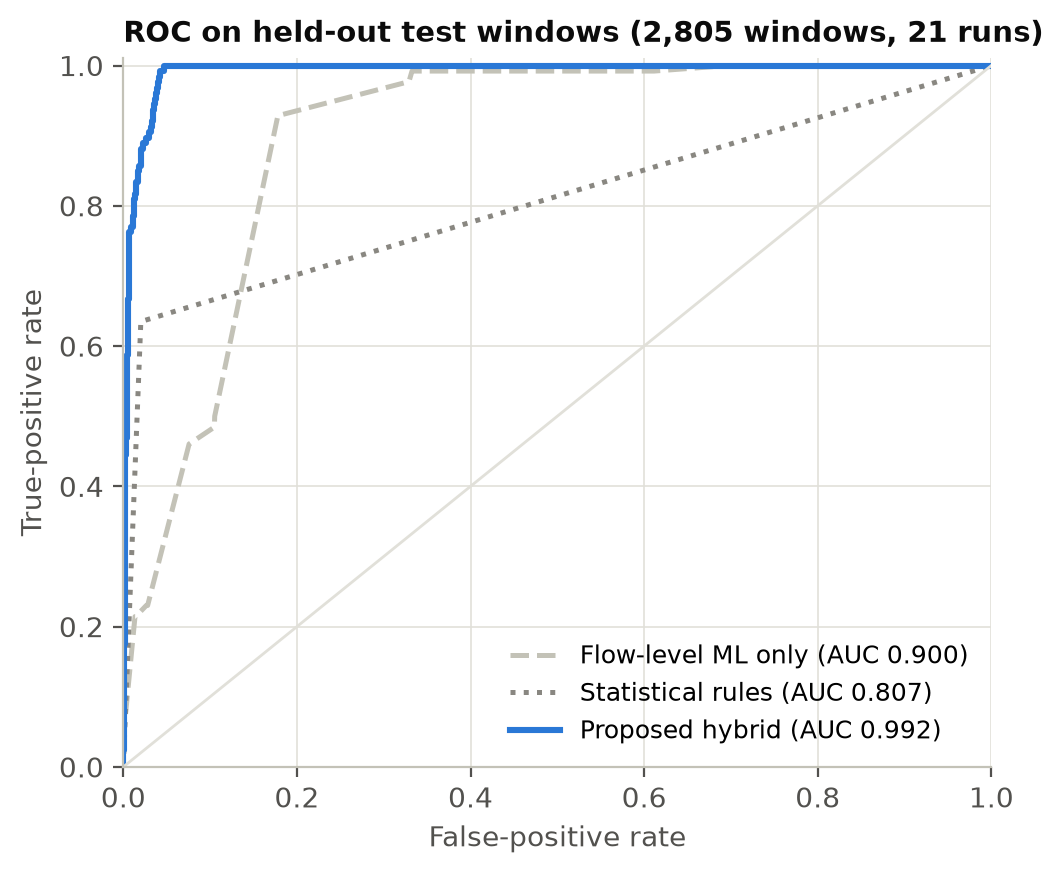 ROC on held-out test windows (2,805 windows, 21 runs)
True-positive rate
1.0
0.8
0.6
0.4
0.2
0.0
0.0 0.2 0.4 0.6 0.8 1.0
False-positive rate
Flow-level ML only (AUC 0.900)
Statistical rules (AUC 0.807)
Proposed hybrid (AUC 0.992)